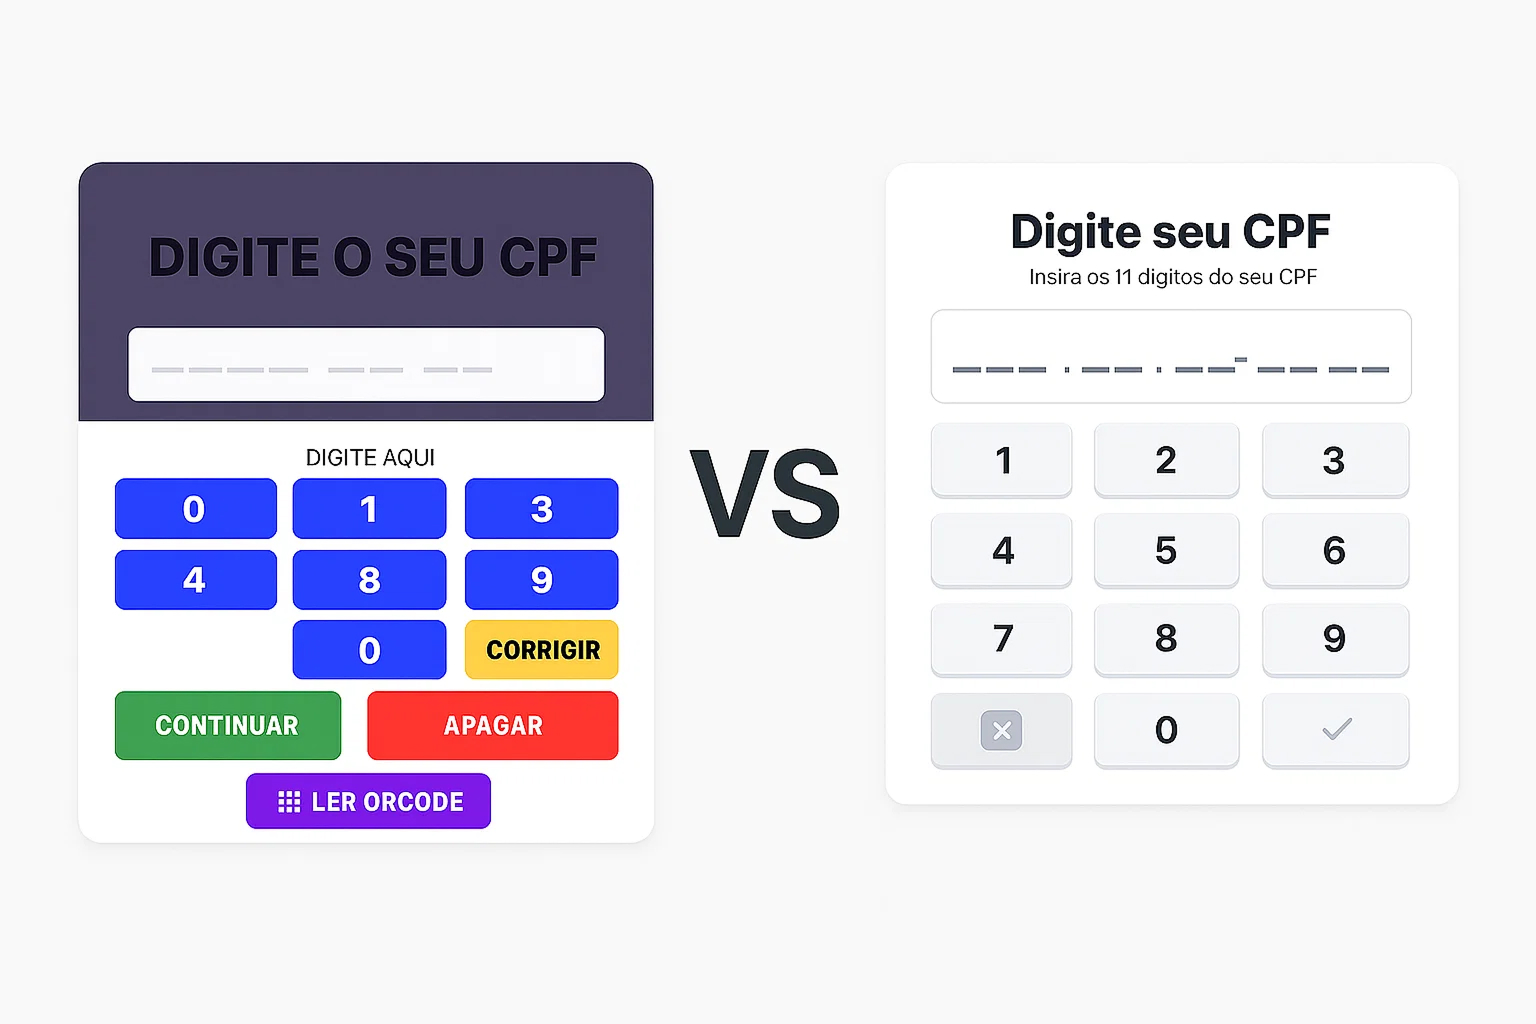 DIGITE O SEU CPF
DIGITE AQUI
0 1 3
4 8 9
0 CORRIGIR
CONTINUAR APAGAR
LER ORCODE
VS
Digite seu CPF
Insira os 11 digitos do seu CPF
1 2 3
4 5 6
7 8 9
0